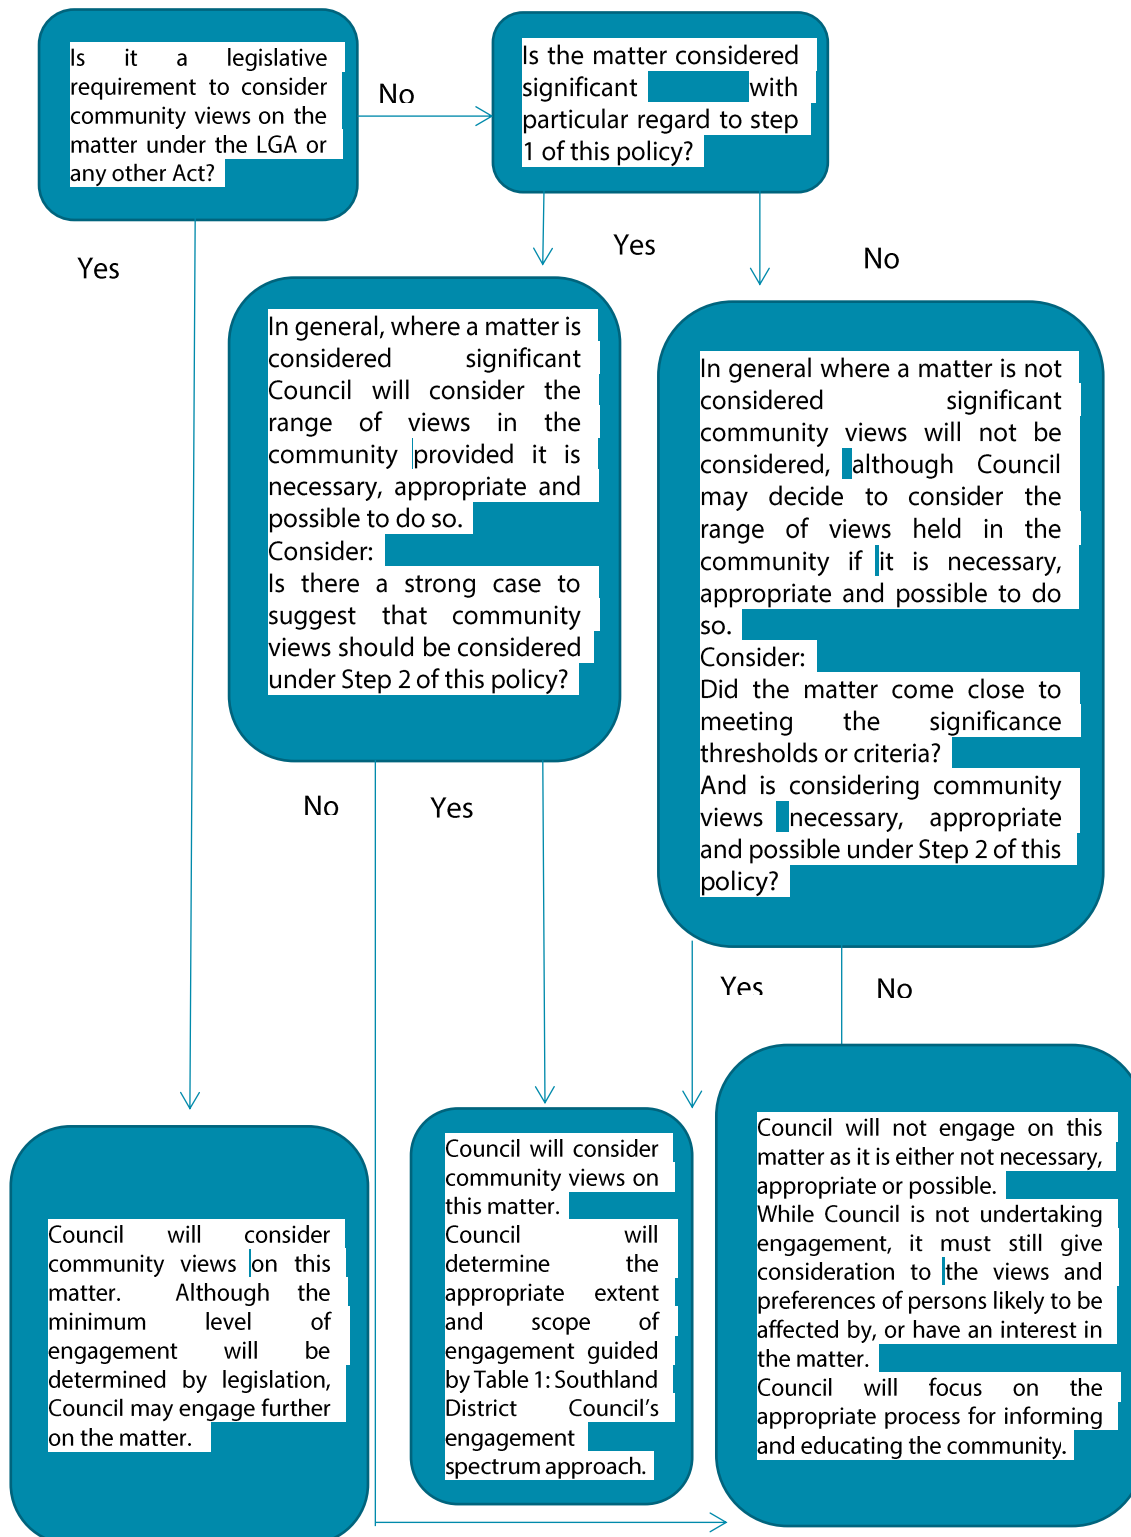 Is it a legislative
requirement to consider
community views on the
matter under the LGA or
any other Act?
No
Is the matter considered
significant with
particular regard to step
1 of this policy?
Yes
Yes
No
In general, where a matter is
considered significant
Council will consider the
range of views in the
community provided it is
necessary, appropriate and
possible to do so.
Consider:
Is there a strong case to
suggest that community
views should be considered
under Step 2 of this policy?
In general where a matter is not
considered significant
community views will not be
considered, although Council
may decide to consider the
range of views held in the
community if it is necessary,
appropriate and possible to do
so.
Consider:
Did the matter come close to
meeting the significance
thresholds or criteria?
And is considering community
views necessary, appropriate
and possible under Step 2 of this
policy?
No
Yes
Yes
No
Council will consider
community views on this
matter. Although the
minimum level of
engagement will be
determined by legislation,
Council may engage further
on the matter.
Council will consider
community views on
this matter.
Council will
determine the
appropriate extent
and scope of
engagement guided
by Table 1: Southland
District Council's
engagement
spectrum approach.
Council will not engage on this
matter as it is either not necessary,
appropriate or possible.
While Council is not undertaking
engagement, it must still give
consideration to the views and
preferences of persons likely to be
affected by, or have an interest in
the matter.
Council will focus on the
appropriate process for informing
and educating the community.